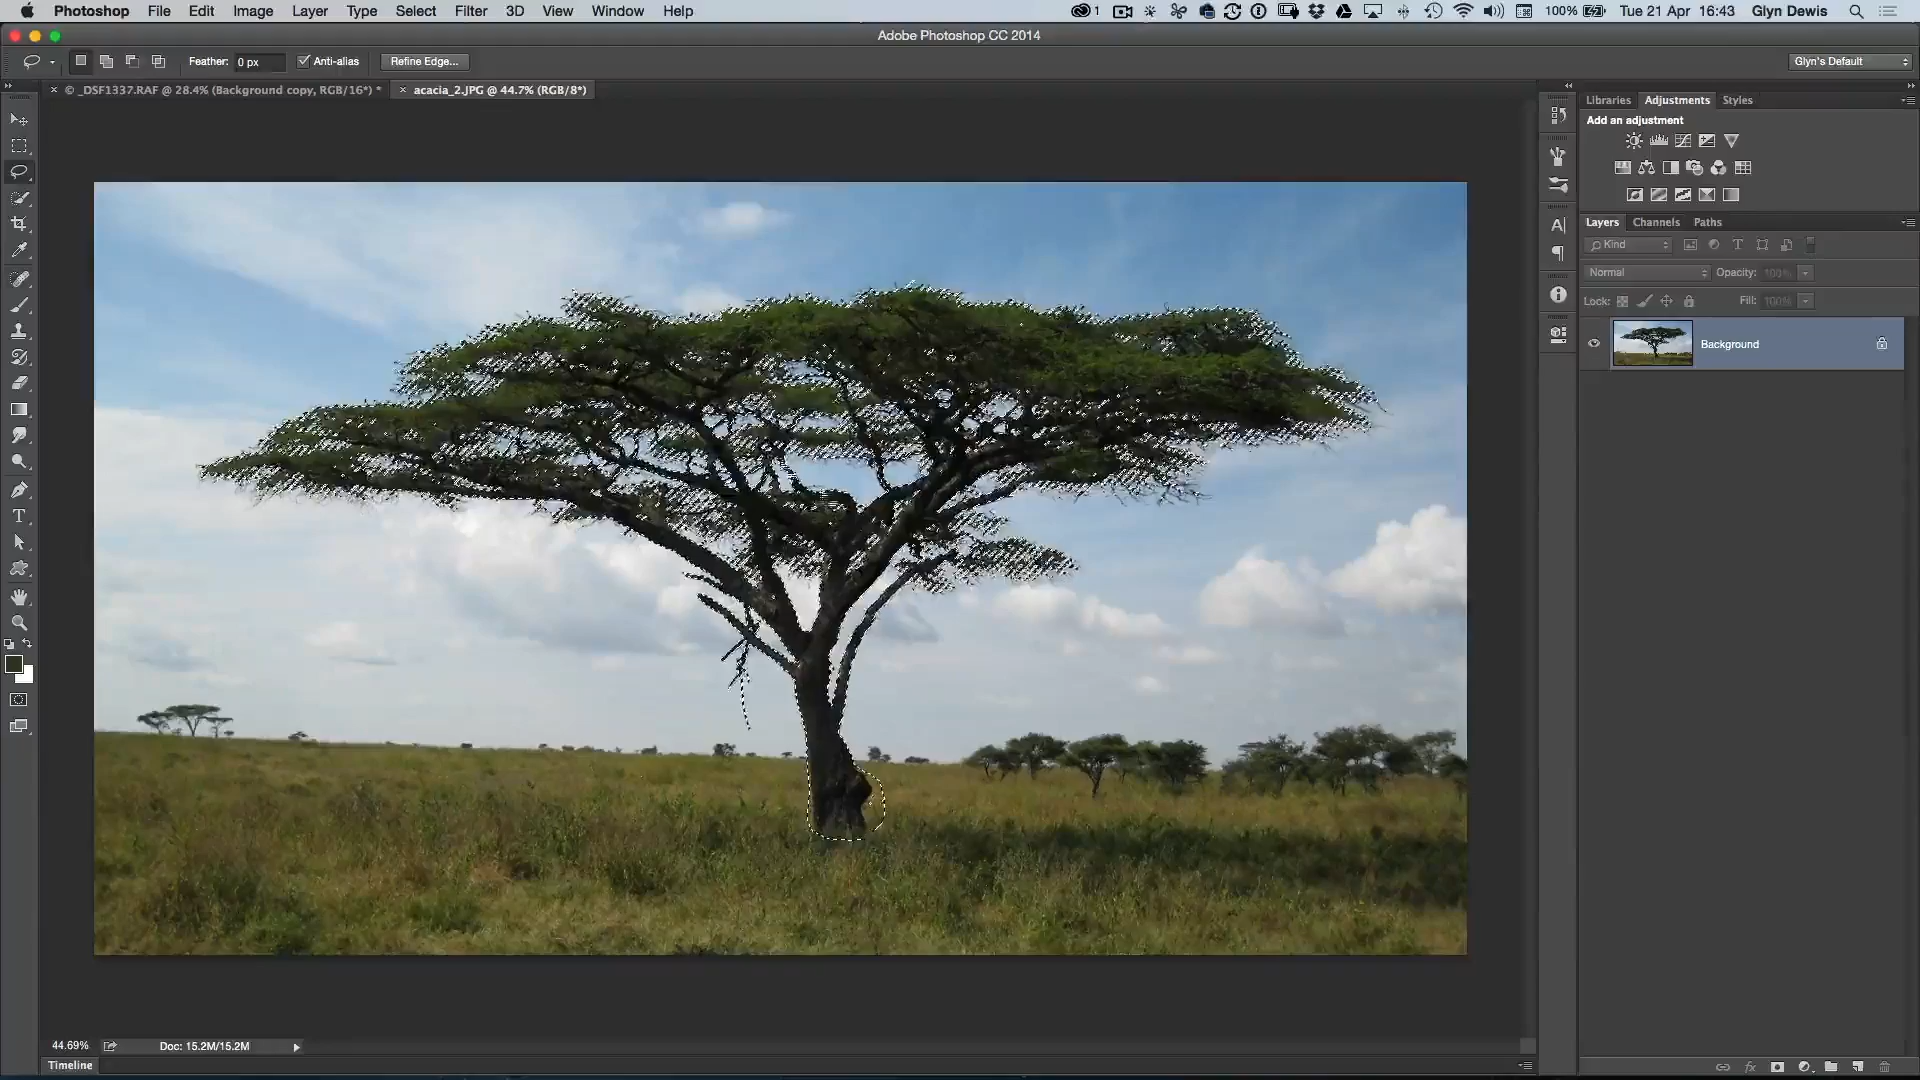 Photoshop File Edit Image Layer Type Select Filter 3D View Window Help 1 100% Tue 21 Apr 16:43 Glyn Dewis
Adobe Photoshop CC 2014
Feather: 0 px Anti-alias Refine Edge... Glyn's Default
× © _DSF1337.RAF @ 28.4% (Background copy, RGB/16*) * × acacia_2.JPG @ 44.7% (RGB/8*)
Libraries Adjustments Styles
Add an adjustment
Layers Channels Paths
Kind
Normal Opacity: 100%
Lock: Fill: 100%
Background
44.69% Doc: 15.2M/15.2M
Timeline